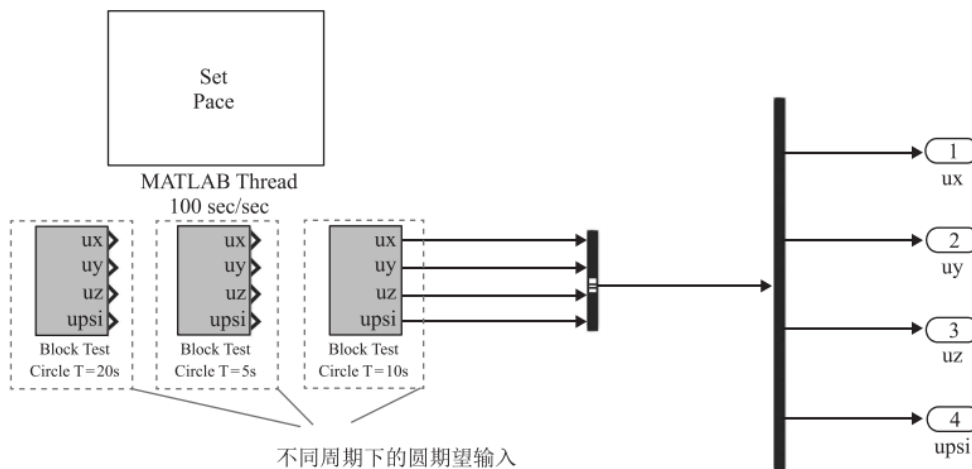 Set
Pace
MATLAB Thread
100 sec/sec
ux
uy
uz
upsi
Block Test
Circle T=20s
ux
uy
uz
upsi
Block Test
Circle T=5s
ux
uy
uz
upsi
Block Test
Circle T=10s
不同周期下的圆期望输入
1
ux
2
uy
3
uz
4
upsi